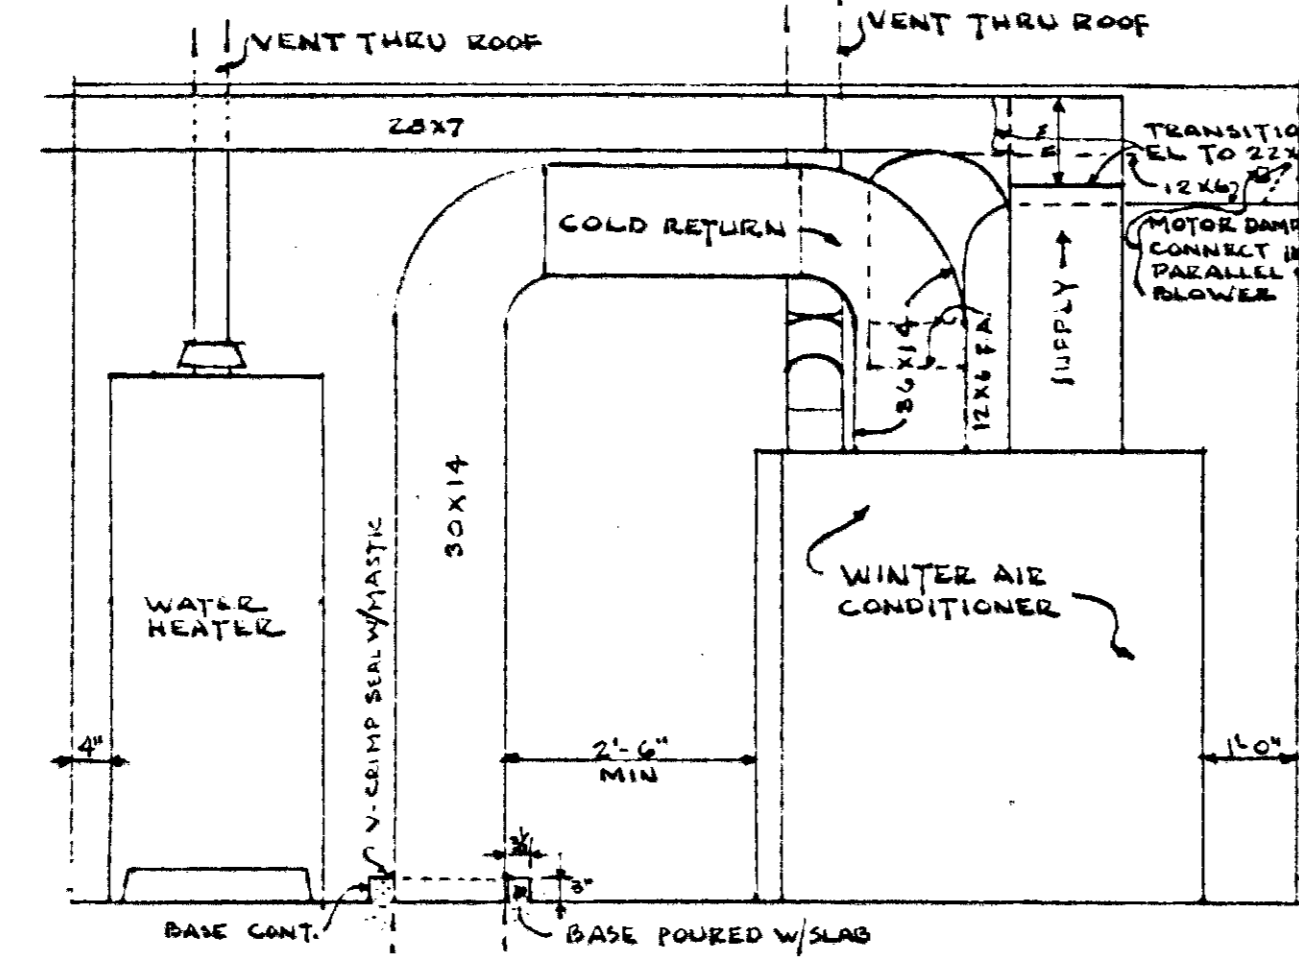 VENT THRU ROOF
VENT THRU ROOF
28X7
TRANSITIO
EL TO 22X
12X6
MOTOR DAMP
CONNECT IN
PARALLEL
BLOWER
COLD RETURN
SUPPLY
36X14
12X6 F.A.
30X14
V-CRIMP SEAL W/MASTIC
WATER
HEATER
WINTER AIR
CONDITIONER
4"
2'-6"
MIN
1'-0"
3"
BASE CONT.
BASE POURED W/SLAB